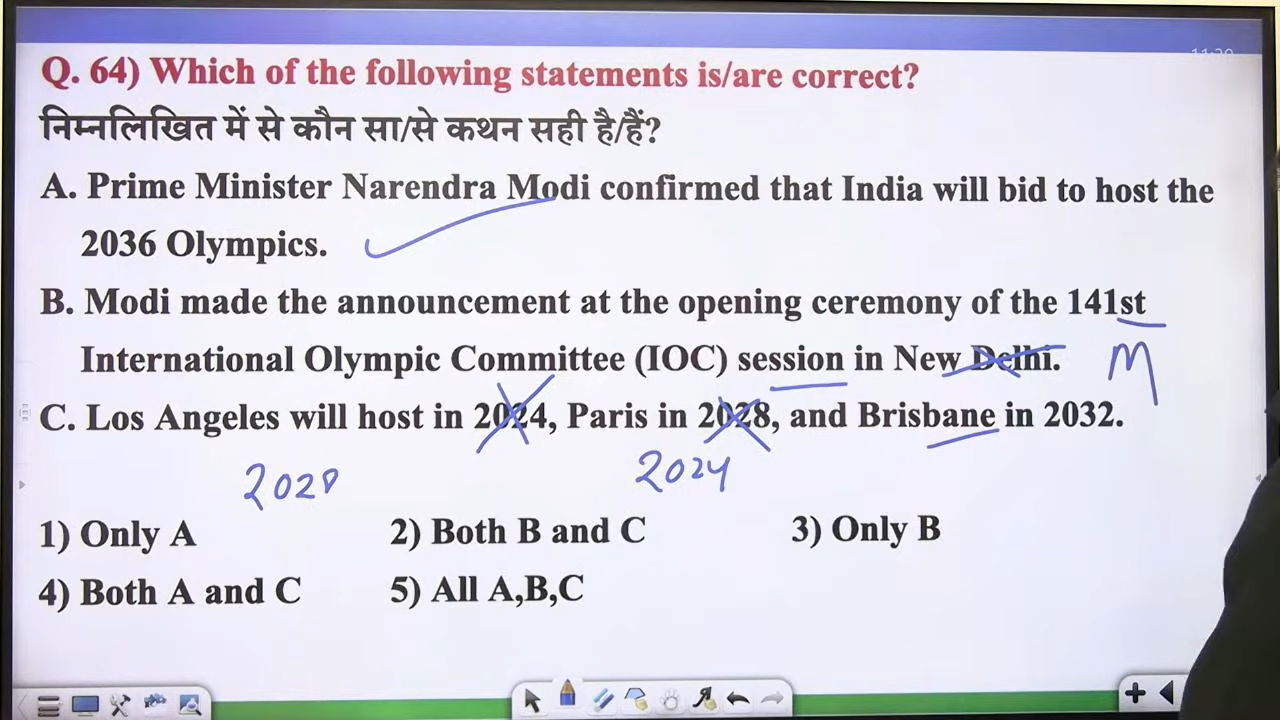 Q. 64) Which of the following statements is/are correct?
निम्नलिखित में से कौन सा/से कथन सही है/हैं?
A. Prime Minister Narendra Modi confirmed that India will bid to host the
2036 Olympics.
B. Modi made the announcement at the opening ceremony of the 141st
International Olympic Committee (IOC) session in New Delhi.
M
C. Los Angeles will host in 2024, Paris in 2028, and Brisbane in 2032.
2028 2024
1) Only A 2) Both B and C 3) Only B
4) Both A and C 5) All A,B,C